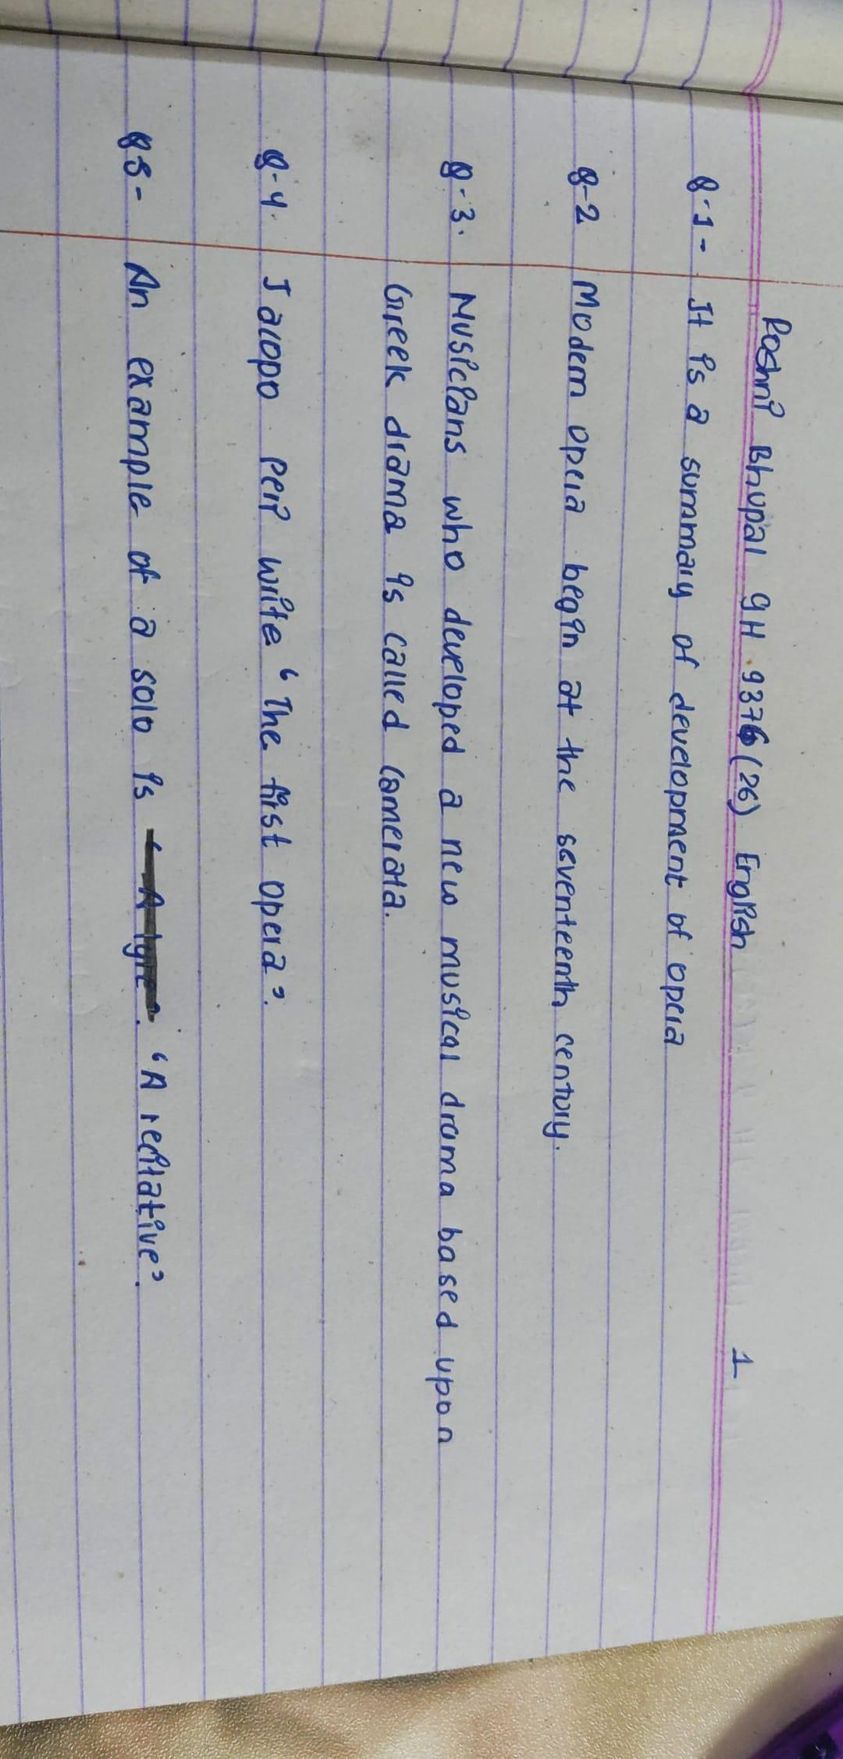 Roshni Bhupal 9H 9376(26) English
1
Q-1- It is a summary of development of opera
Q-2 Modern opera begin at the seventeenth century.
Q-3. Musicians who developed a new musical drama based upon
Greek drama is called Camerata.
Q-4. Jacopo Peri write "The first opera".
Q5- An example of a solo is "A recitative".